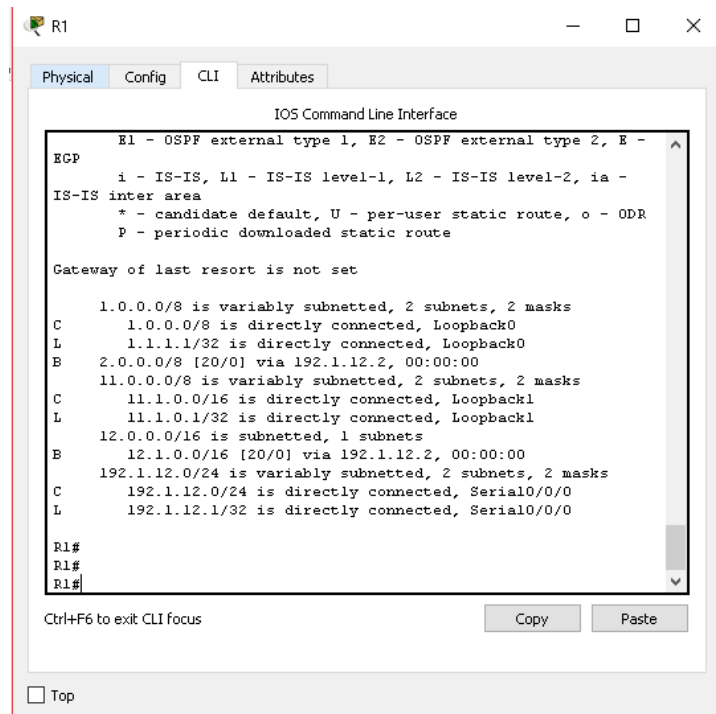 R1
Physical Config CLI Attributes
IOS Command Line Interface
E1 - OSPF external type 1, E2 - OSPF external type 2, E -
EGP
i - IS-IS, L1 - IS-IS level-1, L2 - IS-IS level-2, ia -
IS-IS inter area
* - candidate default, U - per-user static route, o - ODR
P - periodic downloaded static route
Gateway of last resort is not set
1.0.0.0/8 is variably subnetted, 2 subnets, 2 masks
C 1.0.0.0/8 is directly connected, Loopback0
L 1.1.1.1/32 is directly connected, Loopback0
B 2.0.0.0/8 [20/0] via 192.1.12.2, 00:00:00
11.0.0.0/8 is variably subnetted, 2 subnets, 2 masks
C 11.1.0.0/16 is directly connected, Loopback1
L 11.1.0.1/32 is directly connected, Loopback1
12.0.0.0/16 is subnetted, 1 subnets
B 12.1.0.0/16 [20/0] via 192.1.12.2, 00:00:00
192.1.12.0/24 is variably subnetted, 2 subnets, 2 masks
C 192.1.12.0/24 is directly connected, Serial0/0/0
L 192.1.12.1/32 is directly connected, Serial0/0/0
R1#
R1#
R1#
Ctrl+F6 to exit CLI focus Copy Paste
Top